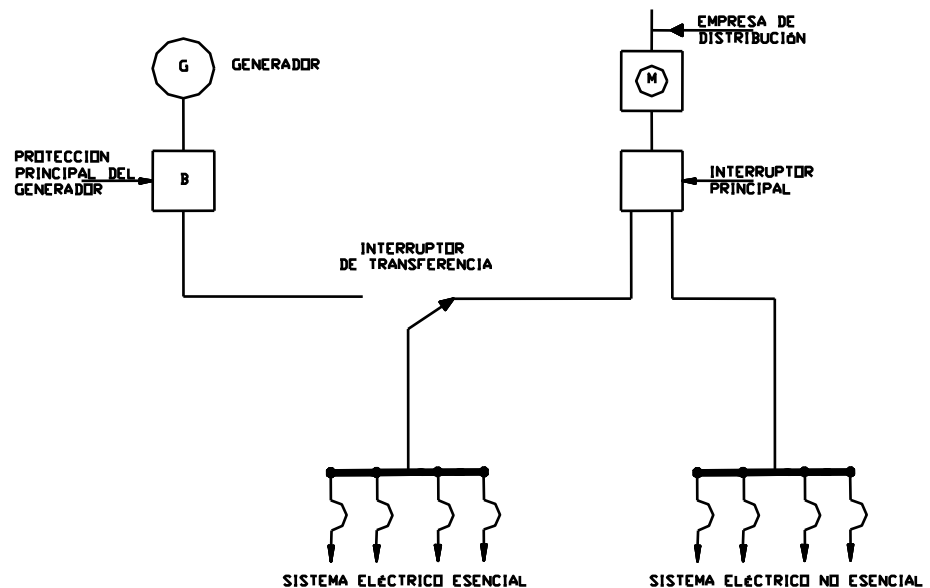 EMPRESA DE
DISTRIBUCIóN
G
GENERADOR
M
PROTECCION
PRINCIPAL DEL
GENERADOR
B
INTERRUPTOR
PRINCIPAL
INTERRUPTOR
DE TRANSFERENCIA
SISTEMA ELéCTRICO ESENCIAL
SISTEMA ELéCTRICO NO ESENCIAL